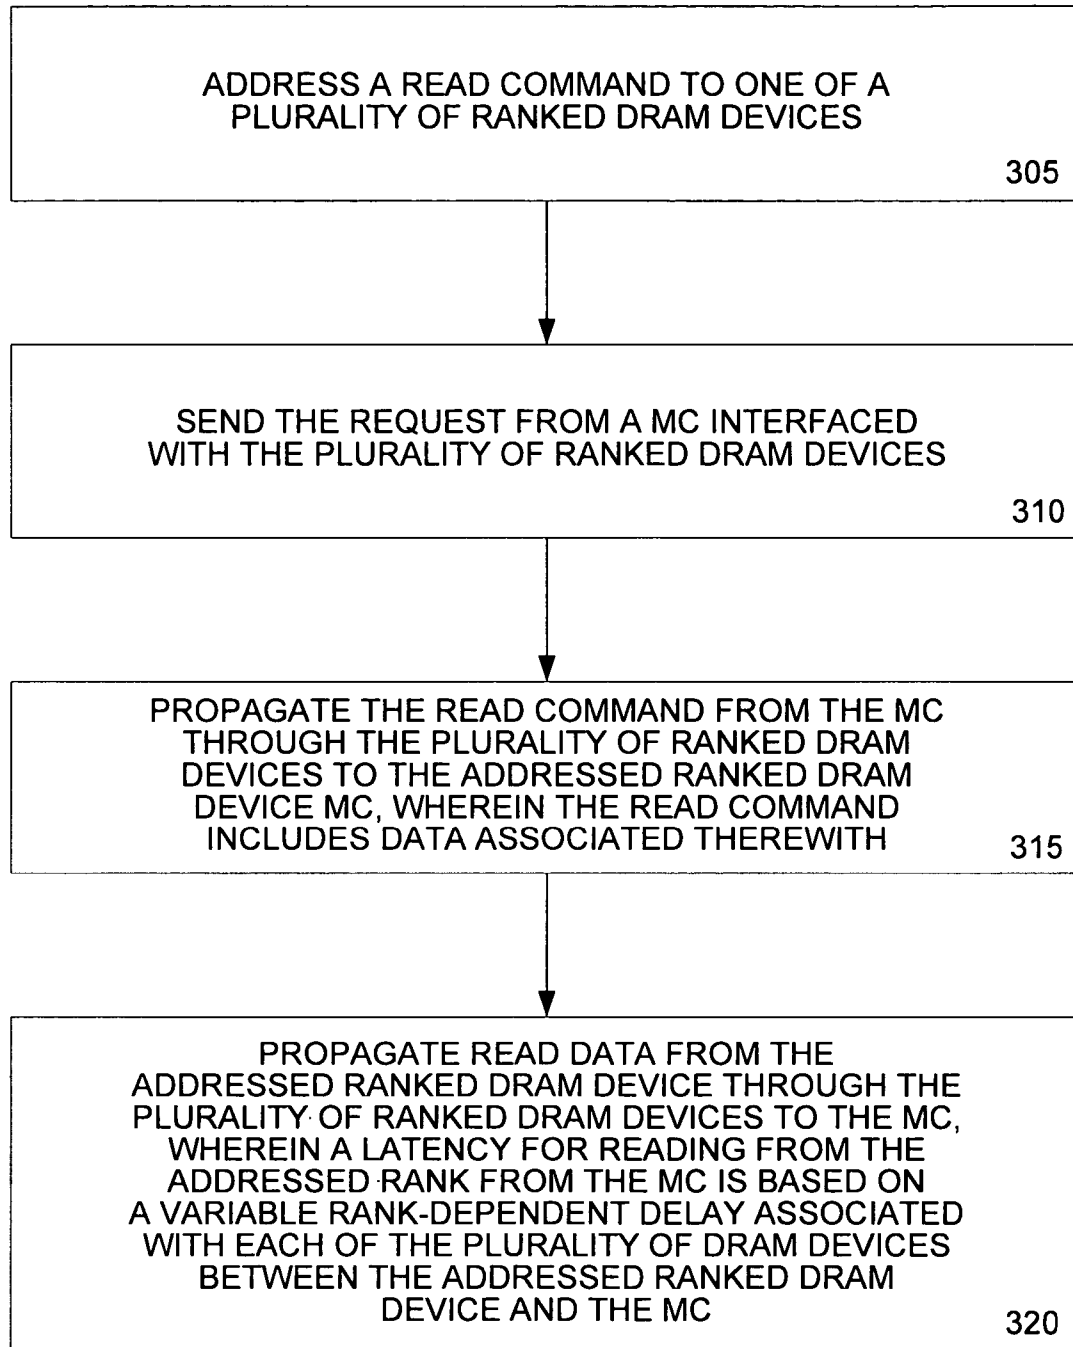 ADDRESS A READ COMMAND TO ONE OF A
PLURALITY OF RANKED DRAM DEVICES
305
SEND THE REQUEST FROM A MC INTERFACED
WITH THE PLURALITY OF RANKED DRAM DEVICES
310
PROPAGATE THE READ COMMAND FROM THE MC
THROUGH THE PLURALITY OF RANKED DRAM
DEVICES TO THE ADDRESSED RANKED DRAM
DEVICE MC, WHEREIN THE READ COMMAND
INCLUDES DATA ASSOCIATED THEREWITH
315
PROPAGATE READ DATA FROM THE
ADDRESSED RANKED DRAM DEVICE THROUGH THE
PLURALITY OF RANKED DRAM DEVICES TO THE MC,
WHEREIN A LATENCY FOR READING FROM THE
ADDRESSED RANK FROM THE MC IS BASED ON
A VARIABLE RANK-DEPENDENT DELAY ASSOCIATED
WITH EACH OF THE PLURALITY OF DRAM DEVICES
BETWEEN THE ADDRESSED RANKED DRAM
DEVICE AND THE MC
320